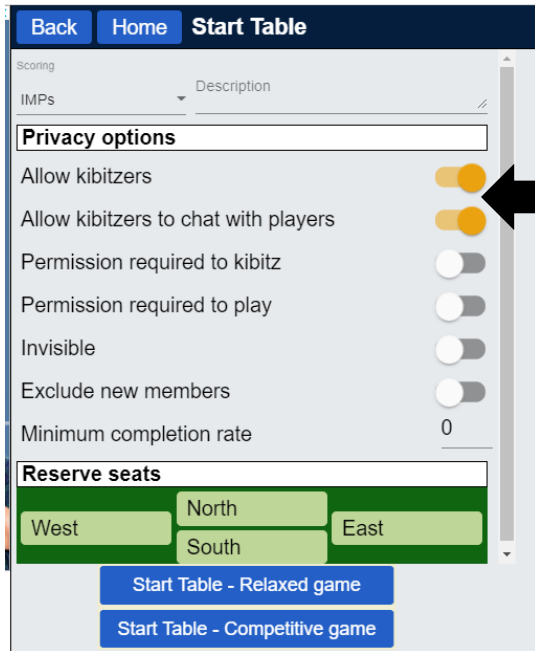 Back Home Start Table
Scoring
IMPs Description
Privacy options
Allow kibitzers
Allow kibitzers to chat with players
Permission required to kibitz
Permission required to play
Invisible
Exclude new members
Minimum completion rate 0
Reserve seats
North
West East
South
Start Table - Relaxed game
Start Table - Competitive game